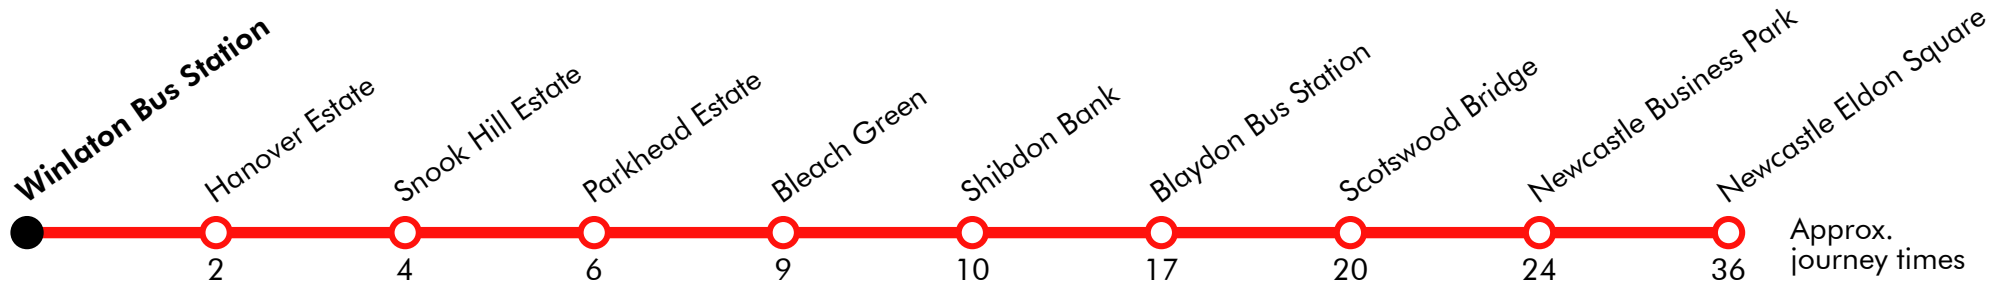 Winlaton Bus Station
Hanover Estate
Snook Hill Estate
Parkhead Estate
Bleach Green
Shibdon Bank
Blaydon Bus Station
Scotswood Bridge
Newcastle Business Park
Newcastle Eldon Square
2
4
6
9
10
17
20
24
36
Approx.
journey times